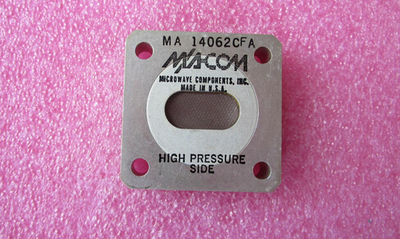 MA 14062CFA
M/A-COM
MICROWAVE COMPONENTS, INC.
MADE IN U.S.A.
HIGH PRESSURE
SIDE